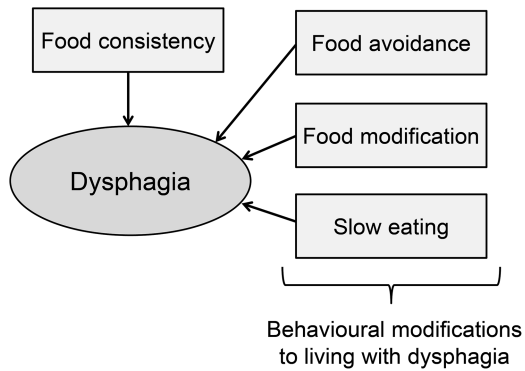 Food consistency
Food avoidance
Food modification
Dysphagia
Slow eating
Behavioural modifications
to living with dysphagia